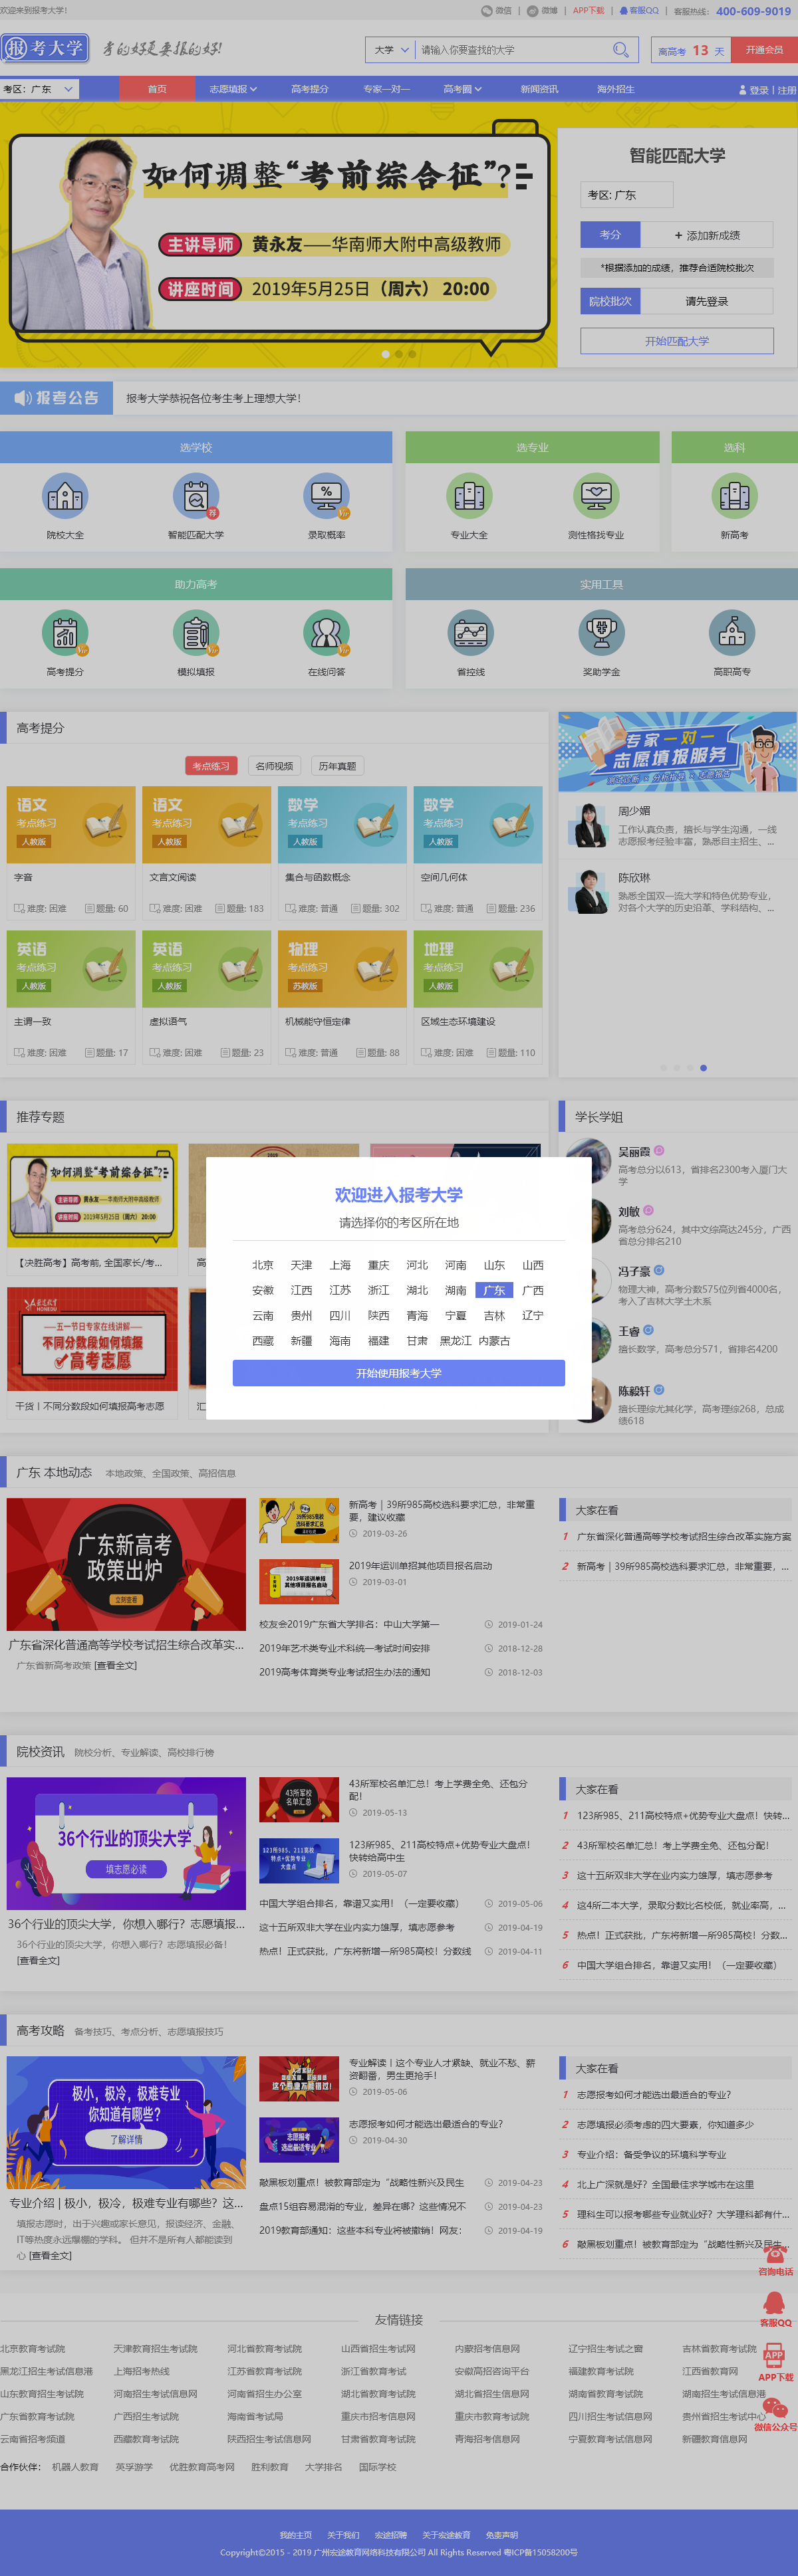 欢迎来到报考大学!
微信 | 微博 | APP下载 | 客服QQ | 客服热线: 400-609-9019
报考大学 考的好更要报的好!
大学 请输入你要查找的大学
离高考 13 天 开通会员
考区: 广东
首页 志愿填报 高考提分 专家一对一 高考圈 新闻资讯 海外招生
登录 | 注册
如何调整“考前综合征”?
主讲导师 黄永友——华南师大附中高级教师
讲座时间 2019年5月25日(周六) 20:00
智能匹配大学
考区: 广东
考分 + 添加新成绩
*根据添加的成绩,推荐合适院校批次
院校批次 请先登录
开始匹配大学
报考公告 报考大学恭祝各位考生考上理想大学!
选学校 选专业 选科
院校大全 智能匹配大学 录取概率 专业大全 测性格找专业 新高考
助力高考 实用工具
高考提分 模拟填报 在线问答 省控线 奖助学金 高职高专
高考提分
考点练习 名师视频 历年真题
语文 考点练习 人教版
语文 考点练习 人教版
数学 考点练习 人教版
数学 考点练习 人教版
字音 文言文阅读 集合与函数概念 空间几何体
难度: 困难 题量: 60
难度: 困难 题量: 183
难度: 普通 题量: 302
难度: 普通 题量: 236
英语 考点练习 人教版
英语 考点练习 人教版
物理 考点练习 苏教版
地理 考点练习 人教版
主谓一致 虚拟语气 机械能守恒定律 区域生态环境建设
难度: 困难 题量: 17
难度: 困难 题量: 23
难度: 普通 题量: 88
难度: 困难 题量: 110
专家一对一
志愿填报服务
周少媚
工作认真负责,擅长与学生沟通,一线
志愿报考经验丰富,熟悉自主招生、...
陈欣琳
熟悉全国双一流大学和特色优势专业,
对各个大学的历史沿革、学科结构、...
推荐专题
如何调整“考前综合征”?
主讲导师 黄永友——华南师大附中高级教师
讲座时间 2019年5月25日(周六) 20:00
【决胜高考】高考前, 全国家长/考...
五一节日专家在线讲解
不同分数段如何填报
高考志愿
干货 | 不同分数段如何填报高考志愿
学长学姐
吴丽霞
高考总分以613,省排名2300考入厦门大
学
刘敏
高考总分624,其中文综高达245分,广西
省总分排名210
冯子豪
物理大神,高考分数575位列省4000名,
考入了吉林大学土木系
王睿
擅长数学,高考总分571,省排名4200
陈毅轩
擅长理综尤其化学,高考理综268,总成
绩618
欢迎进入报考大学
请选择你的考区所在地
北京 天津 上海 重庆 河北 河南 山东 山西
安徽 江西 江苏 浙江 湖北 湖南 广东 广西
云南 贵州 四川 陕西 青海 宁夏 吉林 辽宁
西藏 新疆 海南 福建 甘肃 黑龙江 内蒙古
开始使用报考大学
广东 本地动态 本地政策、全国政策、高招信息
广东新高考
政策出炉
立刻查看
广东省深化普通高等学校考试招生综合改革实...
广东省新高考政策 [查看全文]
新高考 | 39所985高校选科要求汇总,非常重
要,建议收藏
2019-03-26
2019年运训单招其他项目报名启动
2019-03-01
校友会2019广东省大学排名:中山大学第一 2019-01-24
2019年艺术类专业术科统一考试时间安排 2018-12-28
2019高考体育类专业考试招生办法的通知 2018-12-03
大家在看
1 广东省深化普通高等学校考试招生综合改革实施方案
2 新高考 | 39所985高校选科要求汇总,非常重要,...
院校资讯 院校分析、专业解读、高校排行榜
36个行业的顶尖大学
填志愿必读
36个行业的顶尖大学,你想入哪行?志愿填报...
36个行业的顶尖大学,你想入哪行?志愿填报必备!
[查看全文]
43所军校
名单汇总
43所军校名单汇总!考上学费全免、还包分
配!
2019-05-13
123所985、211高校特点+优势专业大盘点!
快转给高中生
2019-05-07
中国大学组合排名,靠谱又实用!(一定要收藏) 2019-05-06
这十五所双非大学在业内实力雄厚,填志愿参考 2019-04-19
热点!正式获批,广东将新增一所985高校!分数线 2019-04-11
大家在看
1 123所985、211高校特点+优势专业大盘点!快转...
2 43所军校名单汇总!考上学费全免、还包分配!
3 这十五所双非大学在业内实力雄厚,填志愿参考
4 这4所二本大学,录取分数比名校低,就业率高,...
5 热点!正式获批,广东将新增一所985高校!分数...
6 中国大学组合排名,靠谱又实用!(一定要收藏)
高考攻略 备考技巧、考点分析、志愿填报技巧
极小,极冷,极难专业
你知道有哪些?
了解详情
专业介绍 | 极小,极冷,极难专业有哪些?这...
填报志愿时,出于兴趣或家长意见,报读经济、金融、
IT等热度永远爆棚的学科。 但并不是所有人都能读到
心 [查看全文]
专业解读 | 这个专业人才紧缺、就业不愁、薪
资翻番,男生更抢手!
2019-05-06
志愿报考
选出最适专业
志愿报考如何才能选出最适合的专业?
2019-04-30
敲黑板划重点!被教育部定为“战略性新兴及民生 2019-04-23
盘点15组容易混淆的专业,差异在哪?这些情况不 2019-04-23
2019教育部通知:这些本科专业将被撤销!网友: 2019-04-19
大家在看
1 志愿报考如何才能选出最适合的专业?
2 志愿填报必须考虑的四大要素,你知道多少
3 专业介绍:备受争议的环境科学专业
4 北上广深就是好?全国最佳求学城市在这里
5 理科生可以报考哪些专业就业好?大学理科都有什...
6 敲黑板划重点!被教育部定为“战略性新兴及民生...
咨询电话
客服QQ
APP下载
微信公众号
友情链接
北京教育考试院 天津教育招生考试院 河北省教育考试院 山西省招生考试网 内蒙招考信息网 辽宁招生考试之窗 吉林省教育考试院
黑龙江招生考试信息港 上海招考热线 江苏省教育考试院 浙江省教育考试 安徽高招咨询平台 福建教育考试院 江西省教育网
山东教育招生考试院 河南招生考试信息网 河南省招生办公室 湖北省教育考试院 湖北省招生信息网 湖南省教育考试院 湖南招生考试信息港
广东省教育考试院 广西招生考试院 海南省考试局 重庆市招考信息网 重庆市教育考试院 四川招生考试信息网 贵州省招生考试中心
云南省招考频道 西藏教育考试院 陕西招生考试信息网 甘肃省教育考试院 青海招考信息网 宁夏教育考试信息网 新疆教育信息网
合作伙伴: 机器人教育 英孚游学 优胜教育高考网 胜利教育 大学排名 国际学校
我的主页 关于我们 宏途招聘 关于宏途教育 免责声明
Copyright©2015 - 2019 广州宏途教育网络科技有限公司 All Rights Reserved 粤ICP备15058200号